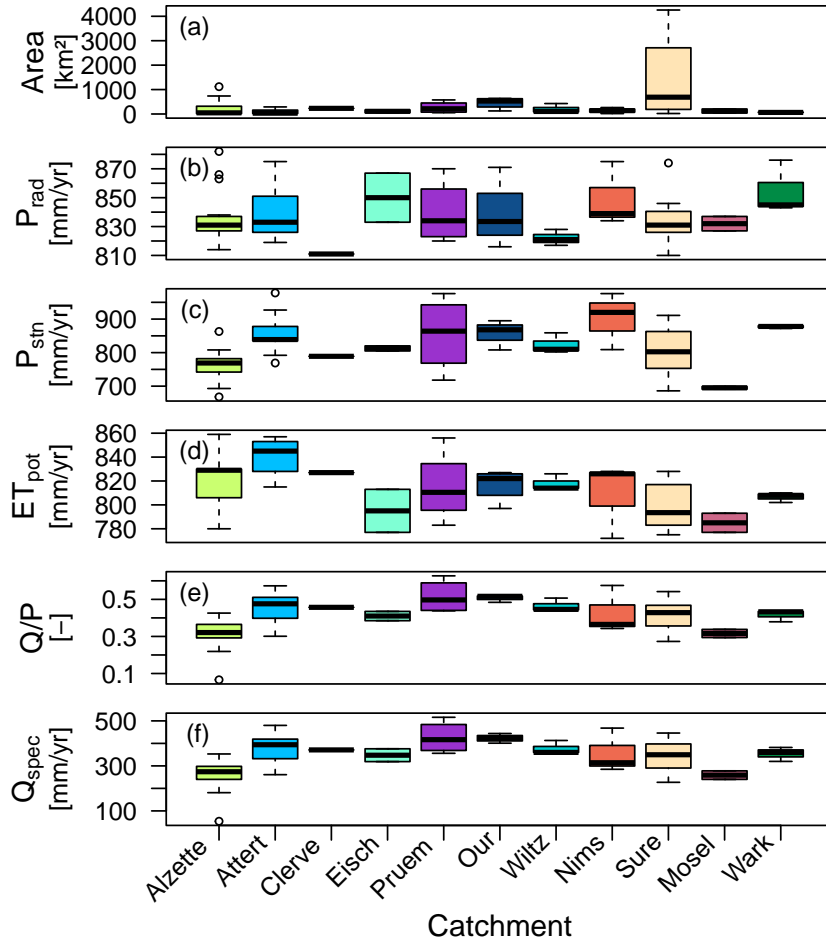 (a)
Area
[km²]
4000
3000
2000
1000
0
(b)
P_rad
[mm/yr]
870
850
830
810
(c)
P_stn
[mm/yr]
900
800
700
(d)
ET_pot
[mm/yr]
860
840
820
800
780
(e)
Q/P
[−]
0.5
0.3
0.1
(f)
Q_spec
[mm/yr]
500
300
100
Alzette
Attert
Clerve
Eisch
Pruem
Our
Wiltz
Nims
Sure
Mosel
Wark
Catchment